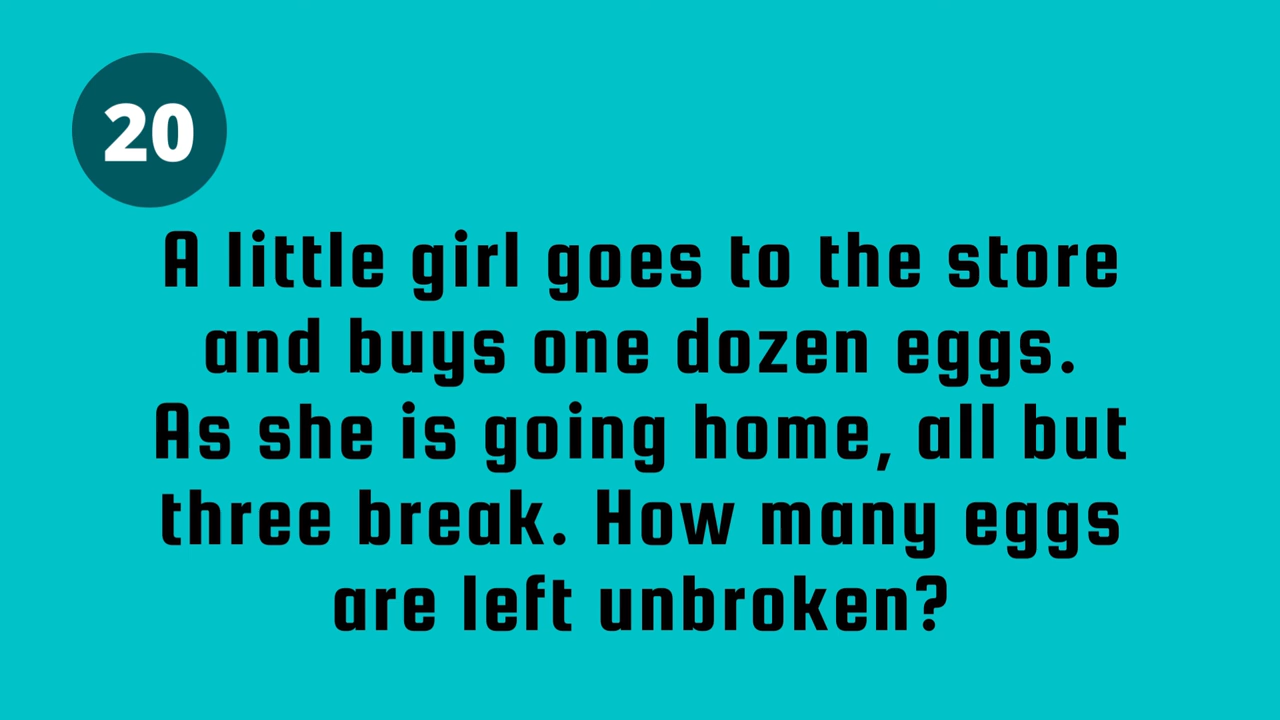 20
A little girl goes to the store
and buys one dozen eggs.
As she is going home, all but
three break. How many eggs
are left unbroken?